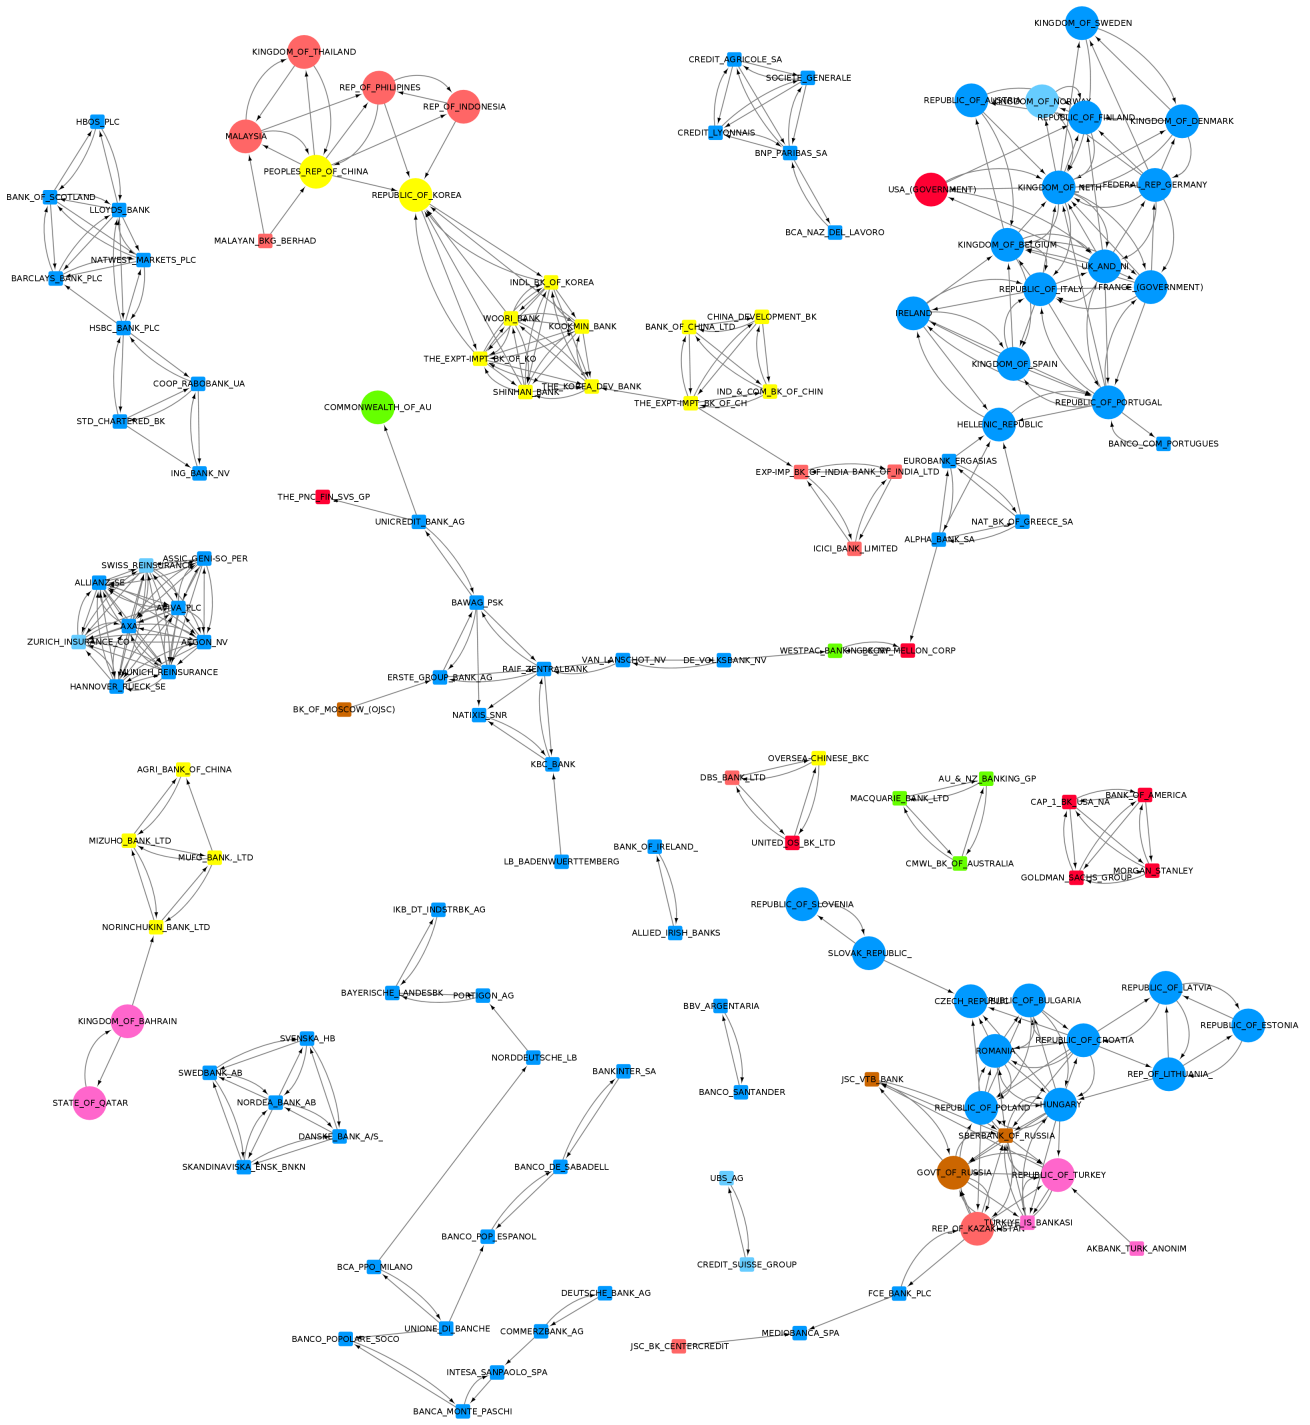 KINGDOM_OF_SWEDEN
KINGDOM_OF_THAILAND
CREDIT_AGRICOLE_SA
SOCIETE_GENERALE
REP_OF_PHILIPINES
REP_OF_INDONESIA
REPUBLIC_OF_AUSTRIA
KINGDOM_OF_NORWAY
REPUBLIC_OF_FINLAND
KINGDOM_OF_DENMARK
HBOS_PLC
MALAYSIA
CREDIT_LYONNAIS
BNP_PARIBAS_SA
PEOPLES_REP_OF_CHINA
REPUBLIC_OF_KOREA
USA_(GOVERNMENT)
KINGDOM_OF_NETH
FEDERAL_REP_GERMANY
BANK_OF_SCOTLAND
LLOYDS_BANK
BCA_NAZ_DEL_LAVORO
MALAYAN_BKG_BERHAD
KINGDOM_OF_BELGIUM
NATWEST_MARKETS_PLC
UK_AND_NI
BARCLAYS_BANK_PLC
INDL_BK_OF_KOREA
REPUBLIC_OF_ITALY
FRANCE_(GOVERNMENT)
IRELAND
WOORI_BANK
KOOKMIN_BANK
BANK_OF_CHINA_LTD
CHINA_DEVELOPMENT_BK
HSBC_BANK_PLC
THE_EXPT-IMPT_BK_OF_KO
KINGDOM_OF_SPAIN
COOP_RABOBANK_UA
SHINHAN_BANK
THE_KOREA_DEV_BANK
IND_&_COM_BK_OF_CHIN
THE_EXPT-IMPT_BK_OF_CH
REPUBLIC_OF_PORTUGAL
COMMONWEALTH_OF_AU
STD_CHARTERED_BK
HELLENIC_REPUBLIC
BANCO_COM_PORTUGUES
EUROBANK_ERGASIAS
ING_BANK_NV
EXP-IMP_BK_OF_INDIA
BANK_OF_INDIA_LTD
THE_PNC_FIN_SVS_GP
UNICREDIT_BANK_AG
NAT_BK_OF_GREECE_SA
ALPHA_BANK_SA
ICICI_BANK_LIMITED
ASSIC_GENI-SO_PER
SWISS_REINSURANCE
ALLIANZ_SE
AVIVA_PLC
BAWAG_PSK
AXA
ZURICH_INSURANCE_CO
AEGON_NV
WESTPAC_BANKING_CORP
BK_NY_MELLON_CORP
VAN_LANSCHOT_NV
DE_VOLKSBANK_NV
RAIF_ZENTRALBANK
MUNICH_REINSURANCE
ERSTE_GROUP_BANK_AG
HANNOVER_RUECK_SE
BK_OF_MOSCOW_(OJSC)
NATIXIS_SNR
OVERSEA-CHINESE_BKC
KBC_BANK
AGRI_BANK_OF_CHINA
DBS_BANK_LTD
AU_&_NZ_BANKING_GP
MACQUARIE_BANK_LTD
BANK_OF_AMERICA
CAP_1_BK_USA_NA
MIZUHO_BANK_LTD
UNITED_OS_BK_LTD
BANK_OF_IRELAND_
MUFG_BANK,_LTD
LB_BADENWUERTTEMBERG
CMWL_BK_OF_AUSTRALIA
MORGAN_STANLEY
GOLDMAN_SACHS_GROUP
REPUBLIC_OF_SLOVENIA
IKB_DT_INDSTRBK_AG
NORINCHUKIN_BANK_LTD
ALLIED_IRISH_BANKS
SLOVAK_REPUBLIC_
REPUBLIC_OF_LATVIA
BAYERISCHE_LANDESBK
PORTIGON_AG
CZECH_REPUBLIC
BBV_ARGENTARIA
KINGDOM_OF_BAHRAIN
REPUBLIC_OF_ESTONIA
SVENSKA_HB
REPUBLIC_OF_CROATIA
ROMANIA
NORDDEUTSCHE_LB
SWEDBANK_AB
BANKINTER_SA
REP_OF_LITHUANIA_
JSC_VTB_BANK
BANCO_SANTANDER
STATE_OF_QATAR
NORDEA_BANK_AB
REPUBLIC_OF_POLAND
HUNGARY
DANSKE_BANK_A/S_
SBERBANK_OF_RUSSIA
SKANDINAVISKA_ENSK_BNKN
BANCO_DE_SABADELL
GOVT_OF_RUSSIA
REPUBLIC_OF_TURKEY
UBS_AG
TURKIYE_IS_BANKASI
REP_OF_KAZAKHSTAN
BANCO_POP_ESPANOL
AKBANK_TURK_ANONIM
BCA_PPO_MILANO
CREDIT_SUISSE_GROUP
DEUTSCHE_BANK_AG
FCE_BANK_PLC
UNIONE_DI_BANCHE
COMMERZBANK_AG
MEDIOBANCA_SPA
BANCO_POPOLARE_SOCO
JSC_BK_CENTERCREDIT
INTESA_SANPAOLO_SPA
BANCA_MONTE_PASCHI